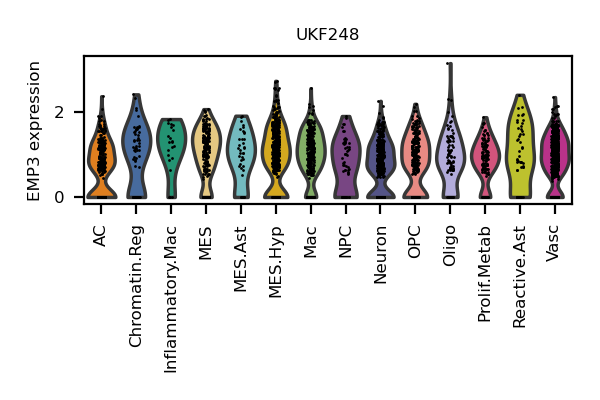 UKF248
EMP3 expression
2
0
AC
Chromatin.Reg
Inflammatory.Mac
MES
MES.Ast
MES.Hyp
Mac
NPC
Neuron
OPC
Oligo
Prolif.Metab
Reactive.Ast
Vasc